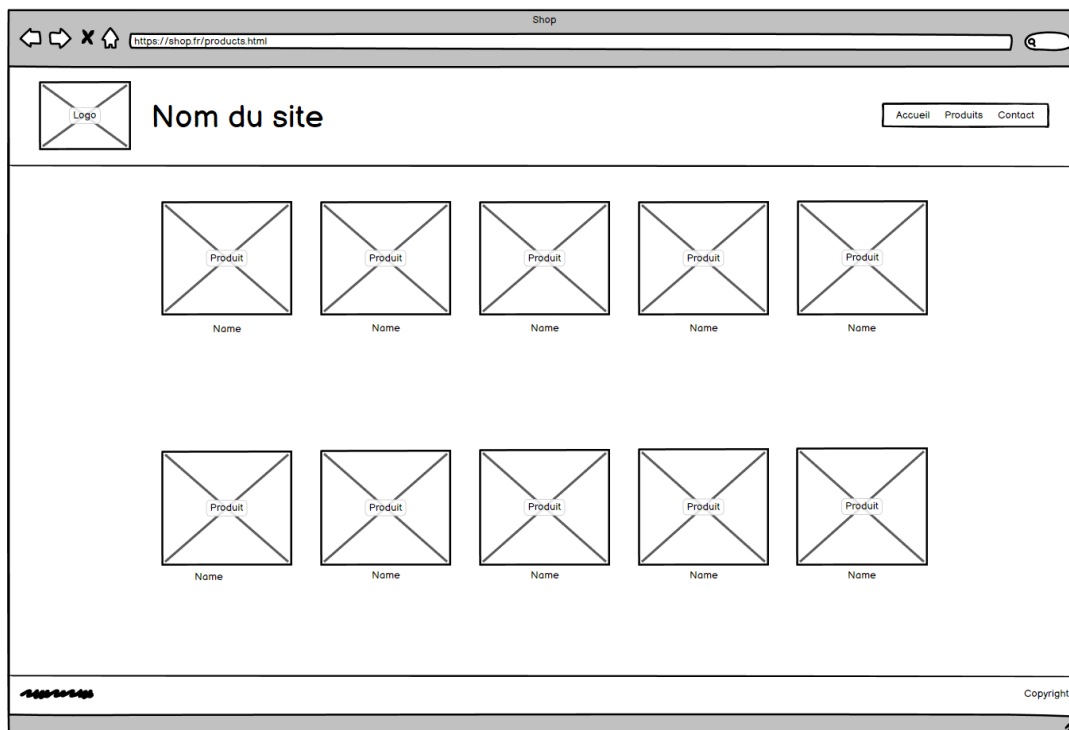 Shop
https://shop.fr/products.html
Logo
Nom du site
Accueil Produits Contact
Produit Produit Produit Produit Produit
Name Name Name Name Name
Produit Produit Produit Produit Produit
Name Name Name Name Name
Copyright